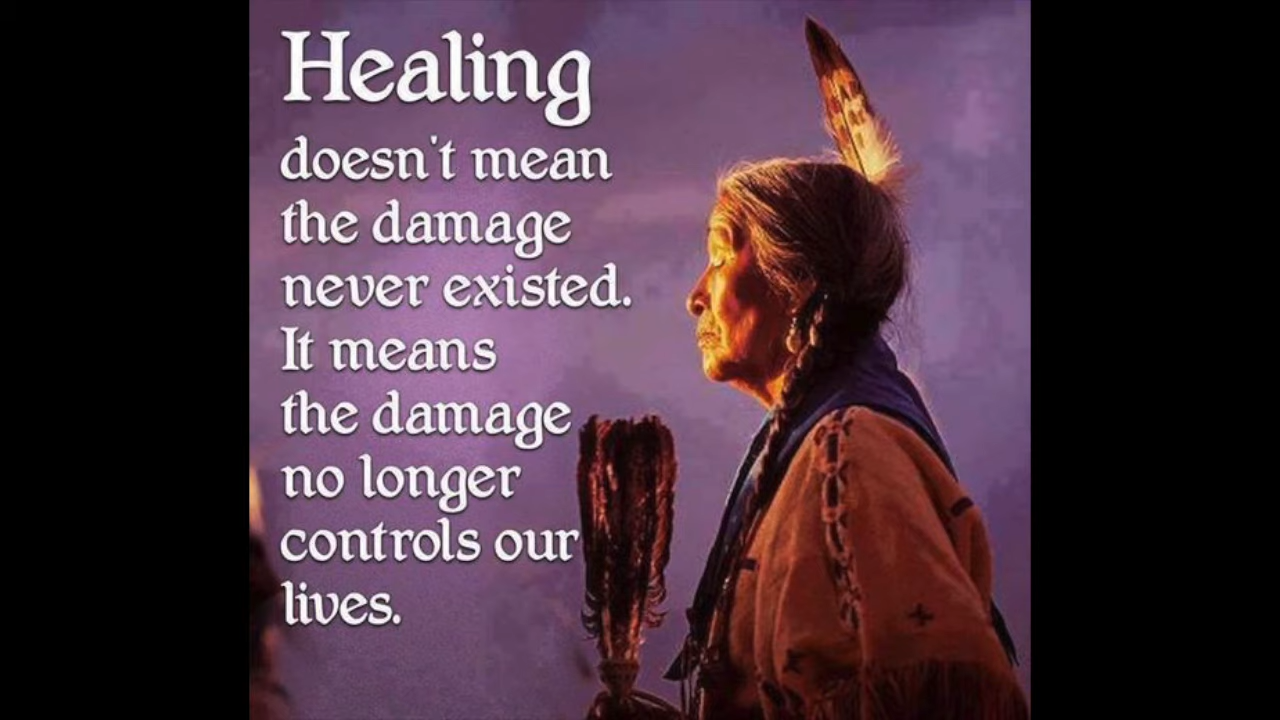 Healing
doesn't mean
the damage
never existed.
It means
the damage
no longer
controls our
lives.